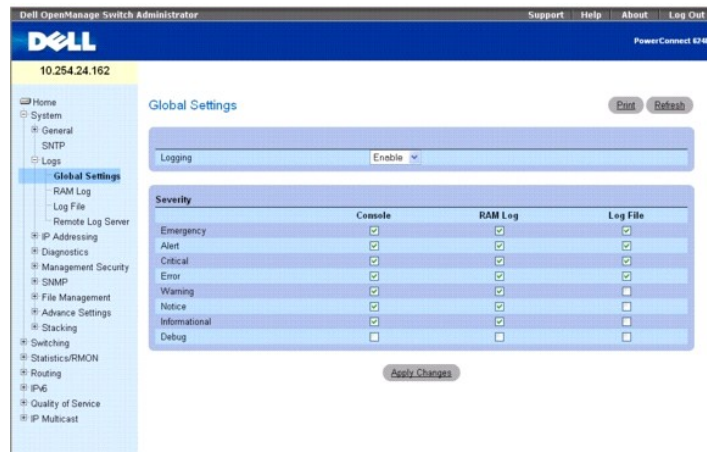 Dell OpenManage Switch Administrator
Support Help About Log Out
DELL
PowerConnect 624
10.254.24.162
Home
System
General
SNTP
Logs
Global Settings
RAM Log
Log File
Remote Log Server
IP Addressing
Diagnostics
Management Security
SNMP
File Management
Advance Settings
Stacking
Switching
Statistics/RMON
Routing
IPv6
Quality of Service
IP Multicast
Global Settings
Print Refresh
Logging Enable
Severity
Console RAM Log Log File
Emergency
Alert
Critical
Error
Warning
Notice
Informational
Debug
Apply Changes